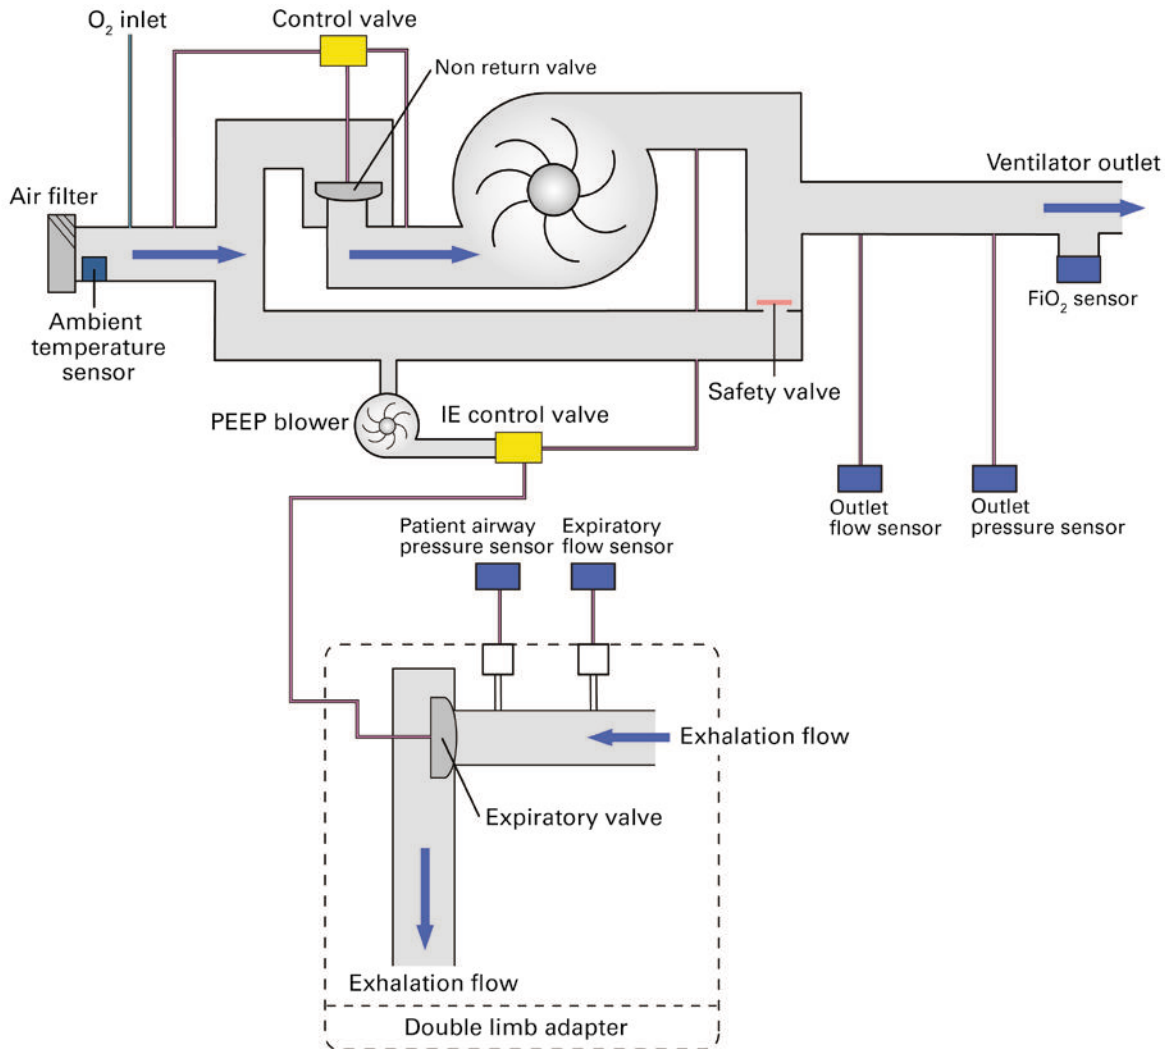 O₂ inlet
Control valve
Non return valve
Ventilator outlet
Air filter
FiO₂ sensor
Ambient
temperature
sensor
Safety valve
PEEP blower
IE control valve
Outlet
flow sensor
Outlet
pressure sensor
Patient airway
pressure sensor
Expiratory
flow sensor
Exhalation flow
Expiratory valve
Exhalation flow
Double limb adapter